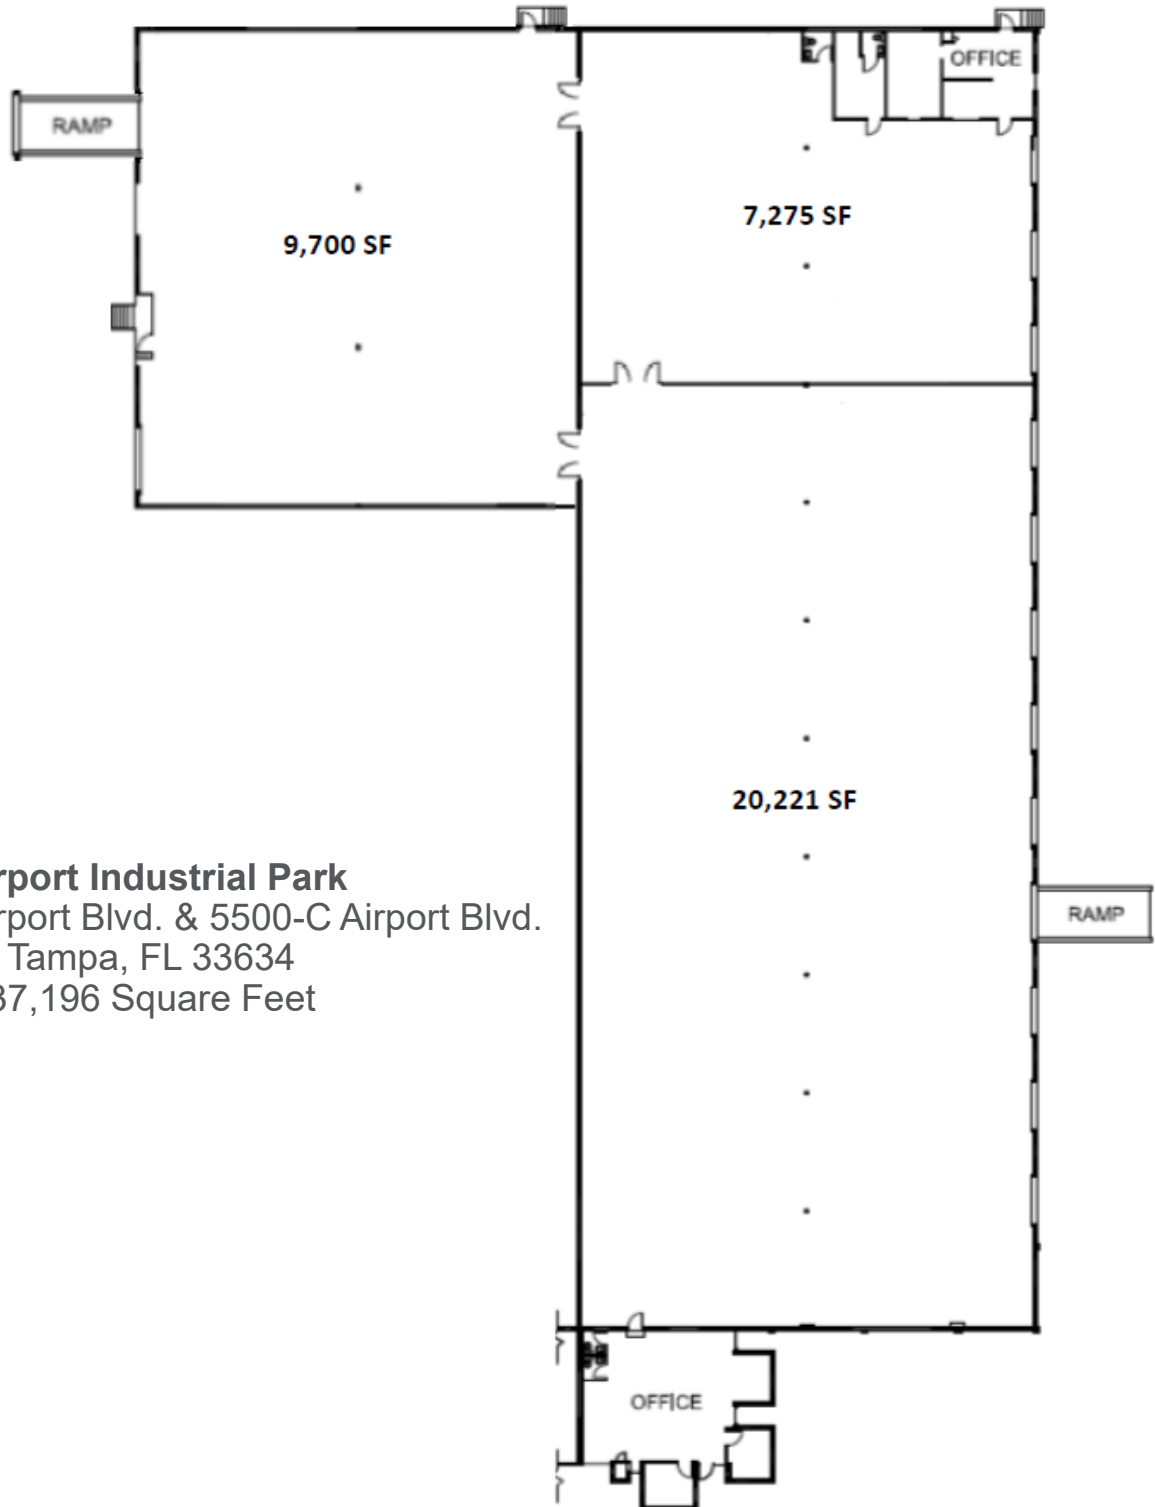 OFFICE
RAMP
7,275 SF
9,700 SF
20,221 SF
rport Industrial Park
rport Blvd. & 5500-C Airport Blvd.
Tampa, FL 33634
37,196 Square Feet
RAMP
OFFICE